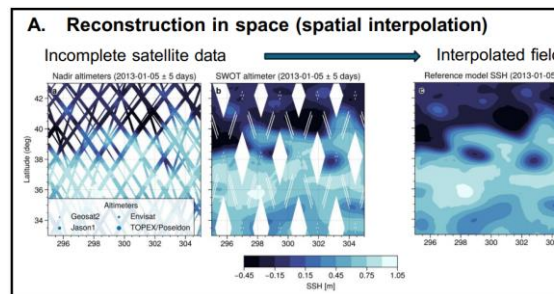 A. Reconstruction in space (spatial interpolation)
Incomplete satellite data Interpolated fiel
Nadir altimeters (2013-01-05 ± 5 days) SWOT altimeter (2013-01-05 ± 5 days) Reference model SSH (2013-01-05
a b c
Latitude (deg)
42
40
38
36
34
Altimeters
Geosat2 Envisat
Jason1 TOPEX/Poseidon
296 298 300 302 304 296 298 300 302 304 296 298 300 302 304
−0.45 −0.15 0.15 0.45 0.75 1.05
SSH [m]